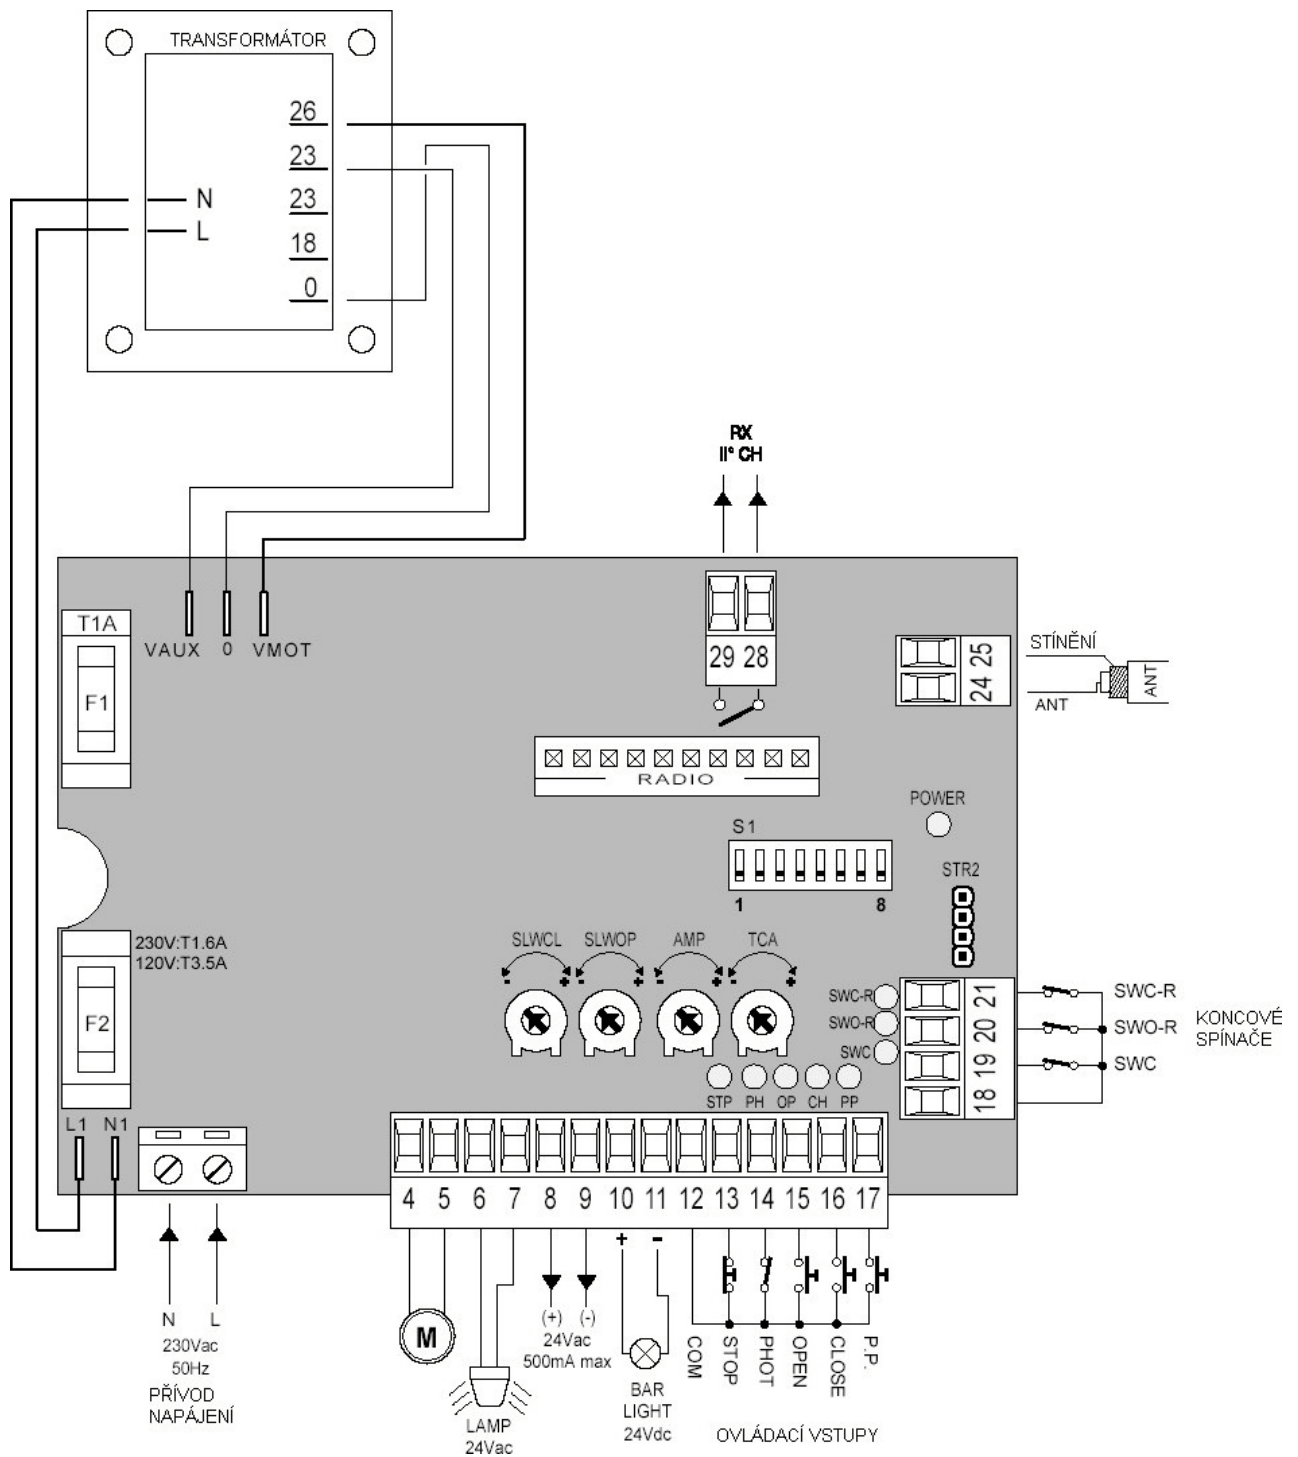 TRANSFORMÁTOR
26
23
23
18
0
N
L
RX
II° CH
29 28
25
24
STÍNĚNÍ
ANT
ANT
T1A
F1
VAUX 0 VMOT
RADIO
POWER
S1
1 8
STR2
230V:T1.6A
120V:T3.5A
F2
L1 N1
SLWCL SLWOP AMP TCA
- + - + - + - +
SWC-R
SWO-R
SWC
21
20
19
18
SWC-R
SWO-R
SWC
KONCOVÉ
SPÍNAČE
STP PH OP CH PP
4 5 6 7 8 9 10 11 12 13 14 15 16 17
+ -
N L
230Vac
50Hz
PŘÍVOD
NAPÁJENÍ
M
LAMP
24Vac
(+) (-)
24Vac
500mA max
BAR
LIGHT
24Vdc
COM
STOP
PHOT
OPEN
CLOSE
P.P.
OVLÁDACÍ VSTUPY